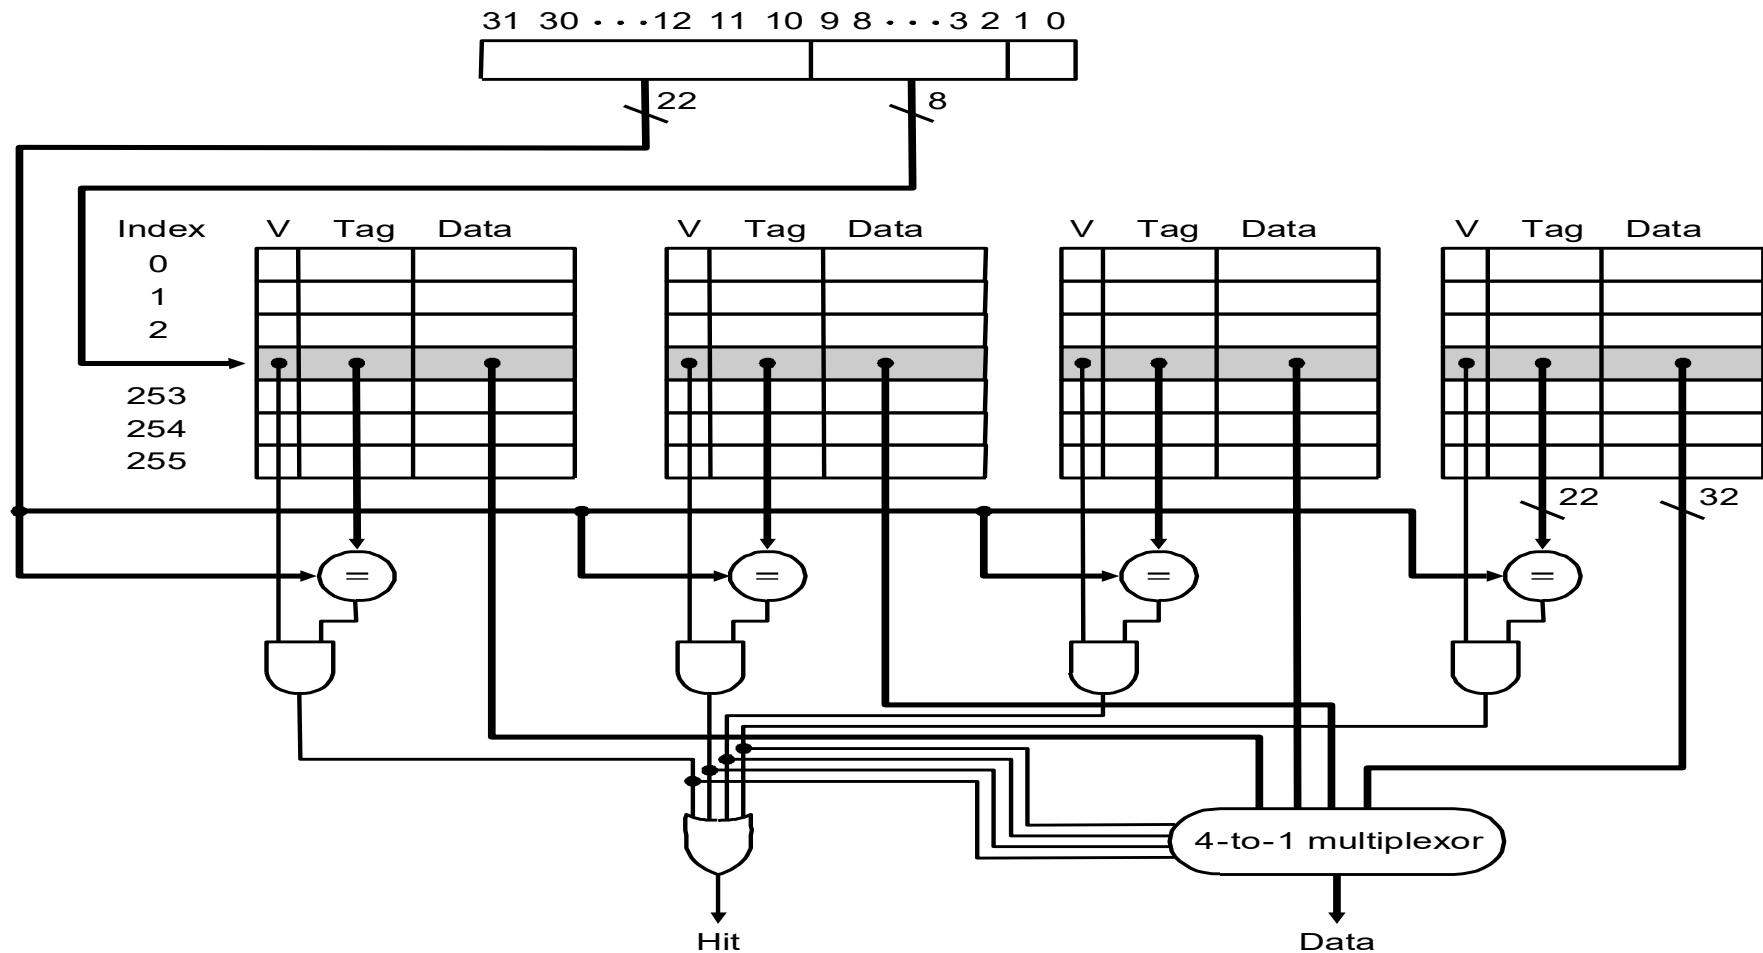 31 30 · · · 12 11 10 9 8 · · · 3 2 1 0
22
8
Index
V Tag Data
V Tag Data
V Tag Data
V Tag Data
0
1
2
253
254
255
22
32
=
=
=
=
4-to-1 multiplexor
Hit
Data